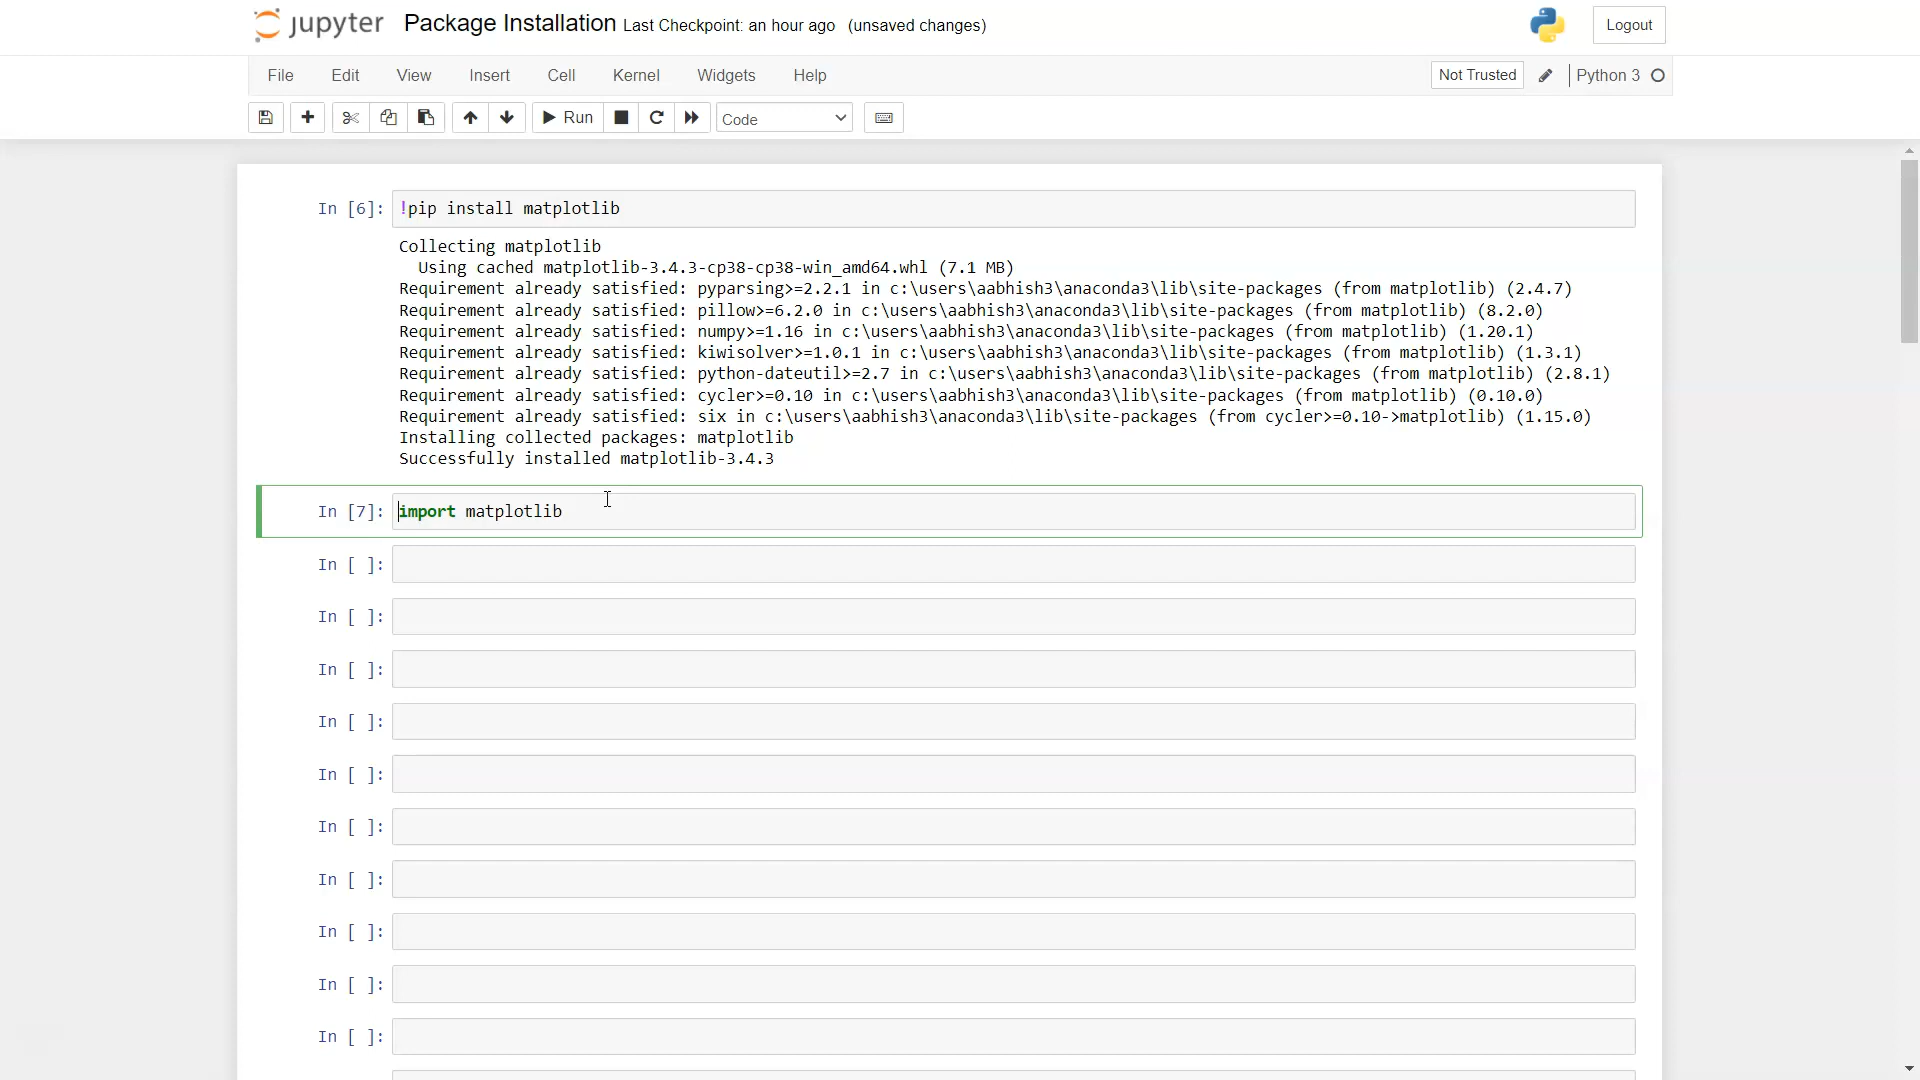 jupyter Package Installation Last Checkpoint: an hour ago (unsaved changes) Logout
File Edit View Insert Cell Kernel Widgets Help Not Trusted Python 3
Run Code
In [6]: !pip install matplotlib
Collecting matplotlib
Using cached matplotlib-3.4.3-cp38-cp38-win_amd64.whl (7.1 MB)
Requirement already satisfied: pyparsing>=2.2.1 in c:\users\aabhish3\anaconda3\lib\site-packages (from matplotlib) (2.4.7)
Requirement already satisfied: pillow>=6.2.0 in c:\users\aabhish3\anaconda3\lib\site-packages (from matplotlib) (8.2.0)
Requirement already satisfied: numpy>=1.16 in c:\users\aabhish3\anaconda3\lib\site-packages (from matplotlib) (1.20.1)
Requirement already satisfied: kiwisolver>=1.0.1 in c:\users\aabhish3\anaconda3\lib\site-packages (from matplotlib) (1.3.1)
Requirement already satisfied: python-dateutil>=2.7 in c:\users\aabhish3\anaconda3\lib\site-packages (from matplotlib) (2.8.1)
Requirement already satisfied: cycler>=0.10 in c:\users\aabhish3\anaconda3\lib\site-packages (from matplotlib) (0.10.0)
Requirement already satisfied: six in c:\users\aabhish3\anaconda3\lib\site-packages (from cycler>=0.10->matplotlib) (1.15.0)
Installing collected packages: matplotlib
Successfully installed matplotlib-3.4.3
In [7]: import matplotlib
In [ ]:
In [ ]:
In [ ]:
In [ ]:
In [ ]:
In [ ]:
In [ ]:
In [ ]:
In [ ]:
In [ ]: